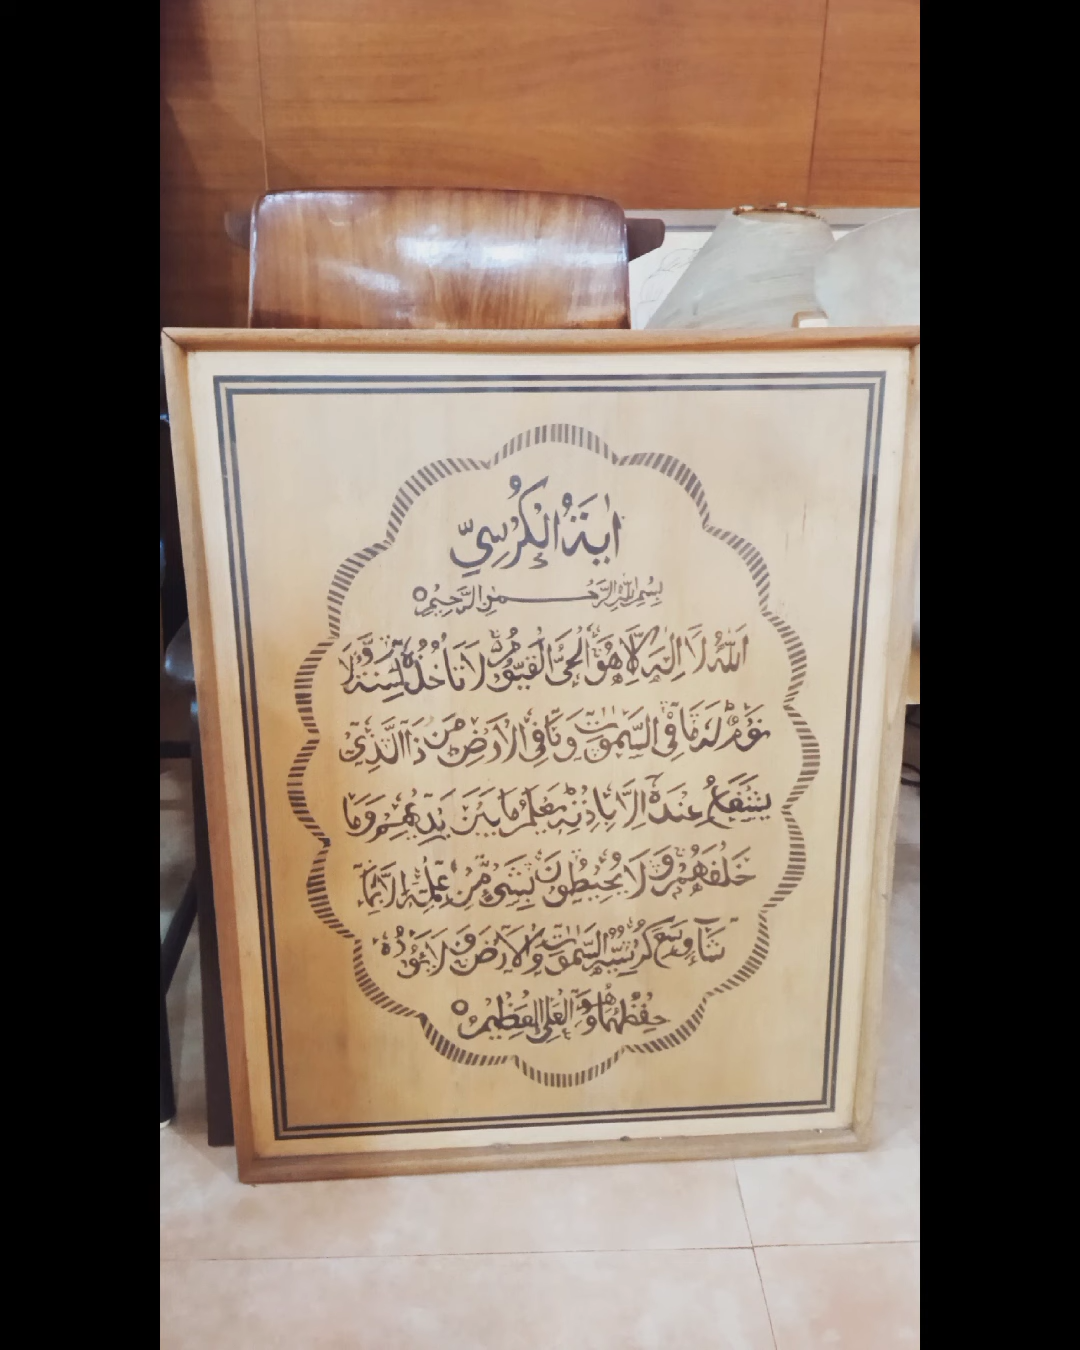 اٰيَةُ الْكُرْسِيِّ
بِسْمِ اللّٰهِ الرَّحْمٰنِ الرَّحِيْمِ ○
اَللّٰهُ لَا اِلٰهَ اِلَّا هُوَ الْحَيُّ الْقَيُّوْمُ لَا تَأْخُذُهٗ سِنَةٌ وَّ لَا
نَوْمٌ لَهٗ مَا فِي السَّمٰوٰتِ وَمَا فِي الْاَرْضِ مَنْ ذَا الَّذِيْ
يَشْفَعُ عِنْدَهٗ اِلَّا بِاِذْنِهٖ يَعْلَمُ مَا بَيْنَ يَدِيْهِمْ وَمَا
خَلْفَهُمْ وَ لَا يُحِيْطُوْنَ بِشَيْءٍ مِّنْ عِلْمِهٖ اِلَّا بِمَا
شَآءَ وَسِعَ كُرْسِيُّهُ السَّمٰوٰتِ وَالْاَرْضَ وَ لَا يَئُوْدُهٗ
حِفْظُهُمَا وَهُوَ الْعَلِيُّ الْعَظِيْمُ ○